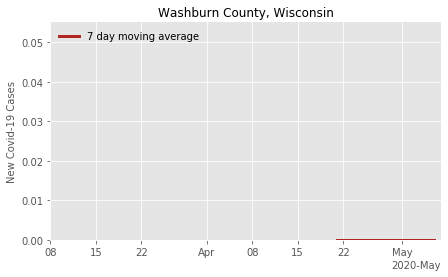 Washburn County, Wisconsin
7 day moving average
New Covid-19 Cases
0.05
0.04
0.03
0.02
0.01
0.00
08 15 22 Apr 08 15 22 May
2020-May